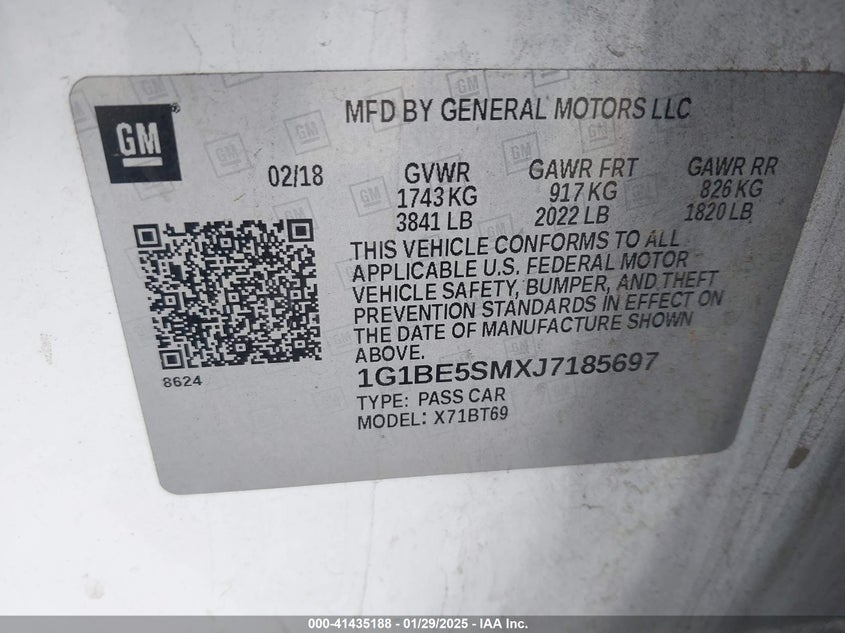 GM
MFD BY GENERAL MOTORS LLC
02/18
GVWR
1743 KG
3841 LB
GAWR FRT
917 KG
2022 LB
GAWR RR
826 KG
1820 LB
THIS VEHICLE CONFORMS TO ALL
APPLICABLE U.S. FEDERAL MOTOR
VEHICLE SAFETY, BUMPER, AND THEFT
PREVENTION STANDARDS IN EFFECT ON
THE DATE OF MANUFACTURE SHOWN
ABOVE.
8624
1G1BE5SMXJ7185697
TYPE: PASS CAR
MODEL: X71BT69
000-41435188 - 01/29/2025 - IAA Inc.